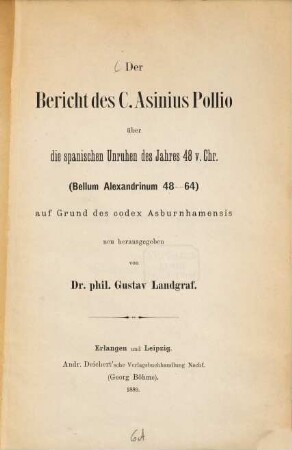 Der
Bericht des C. Asinius Pollio
über
die spanischen Unruhen des Jahres 48 v. Chr.
(Bellum Alexandrinum 48—64)
auf Grund des codex Asburnhamensis
neu herausgegeben
von
Dr. phil. Gustav Landgraf.
Erlangen und Leipzig.
Andr. Deichert'sche Verlagsbuchhandlung Nachf.
(Georg Böhme).